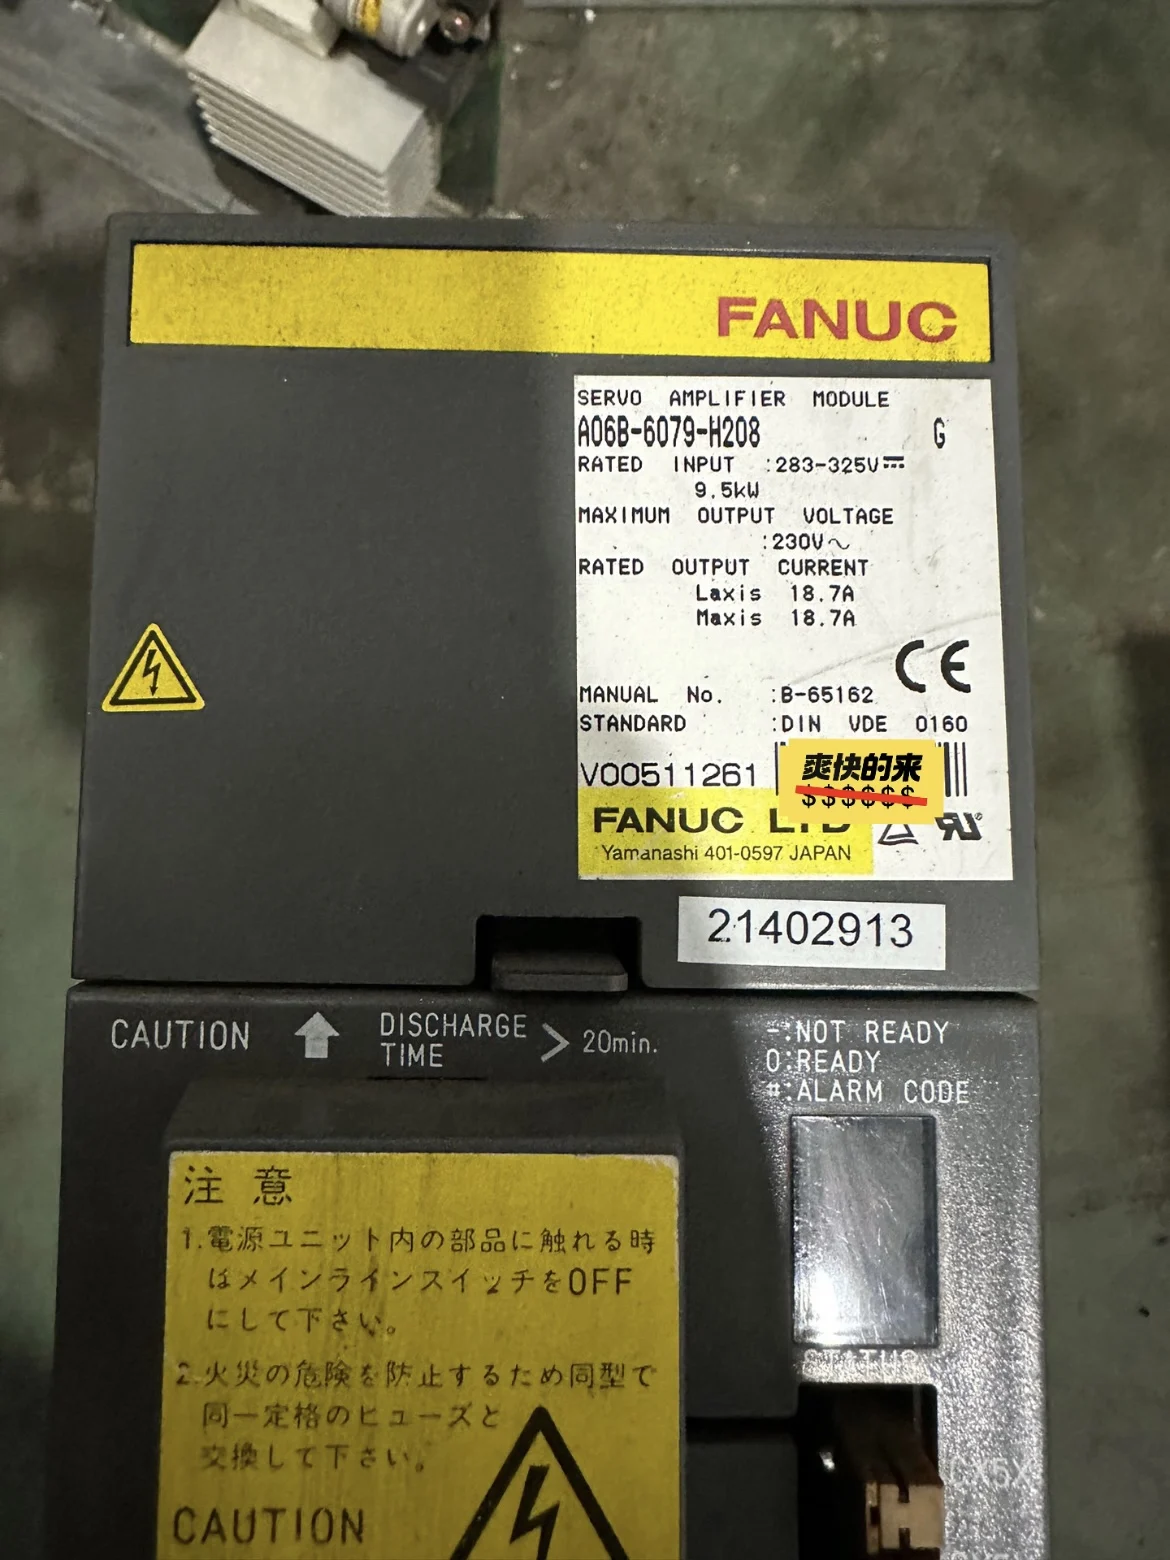 FANUC
SERVO AMPLIFIER MODULE
A06B-6079-H208 G
RATED INPUT :283-325V
9.5kW
MAXIMUM OUTPUT VOLTAGE
:230V～
RATED OUTPUT CURRENT
Laxis 18.7A
Maxis 18.7A
CE
MANUAL No. :B-65162
STANDARD :DIN VDE 0160
V00511261
爽快的来
$$$$$$
FANUC LTD
Yamanashi 401-0597 JAPAN
21402913
CAUTION
DISCHARGE TIME > 20min.
-:NOT READY
0:READY
#:ALARM CODE
STATUS
注意
1.電源ユニット内の部品に触れる時
はメインラインスイッチをOFF
にして下さい。
2.火災の危険を防止するため同型で
同一定格のヒューズと
交換して下さい。
CAUTION
CX5X